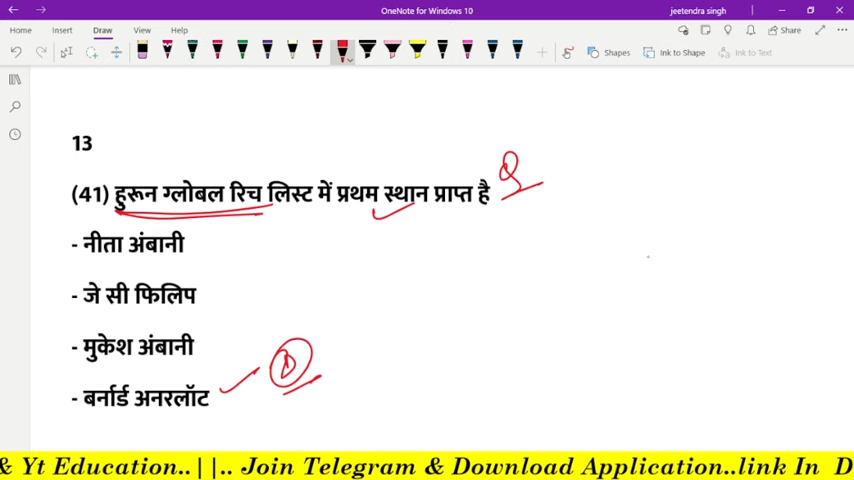 OneNote for Windows 10
jeetendra singh
Home Insert Draw View Help
Share
Shapes Ink to Shape Ink to Text
13
(41) हुरून ग्लोबल रिच लिस्ट में प्रथम स्थान प्राप्त है
- नीता अंबानी
- जे सी फिलिप
- मुकेश अंबानी
D
- बर्नार्ड अनरलॉट
& Yt Education..||.. Join Telegram & Download Application..link In D